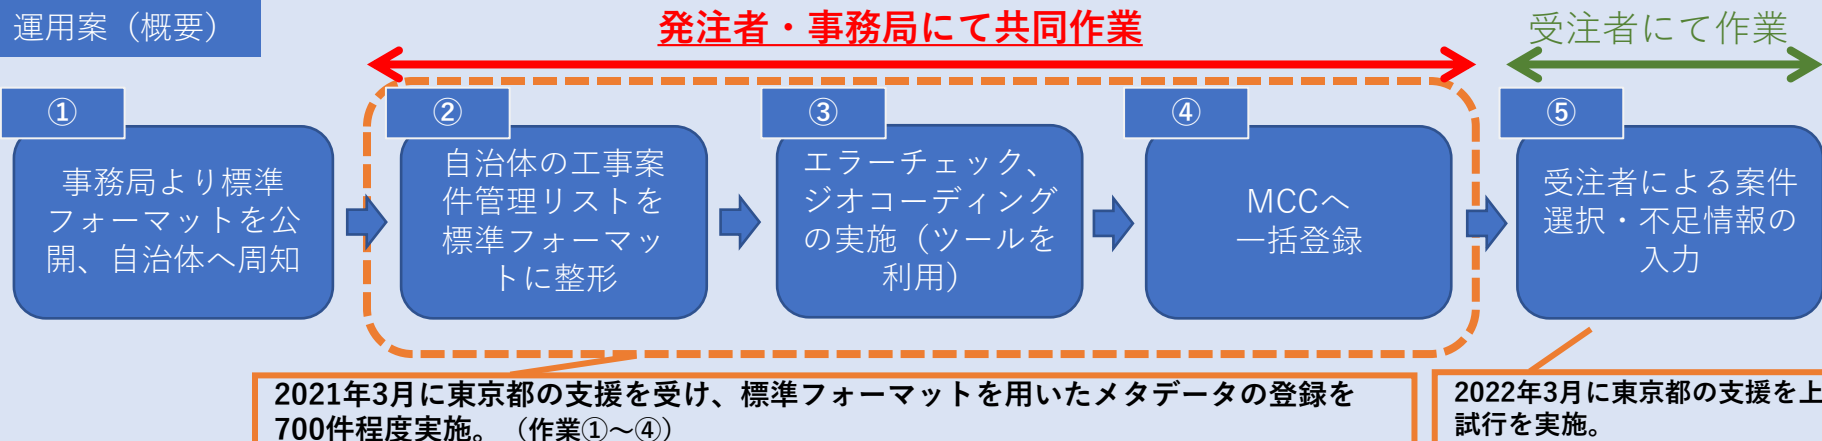 運用案（概要）
発注者・事務局にて共同作業
受注者にて作業
①
事務局より標準
フォーマットを公
開、自治体へ周知
②
自治体の工事案
件管理リストを
標準フォーマッ
トに整形
③
エラーチェック、
ジオコーディング
の実施（ツールを
利用）
④
MCCへ
一括登録
⑤
受注者による案件
選択・不足情報の
入力
2021年3月に東京都の支援を受け、標準フォーマットを用いたメタデータの登録を
700件程度実施。（作業①～④）
2022年3月に東京都の支援を上
試行を実施。